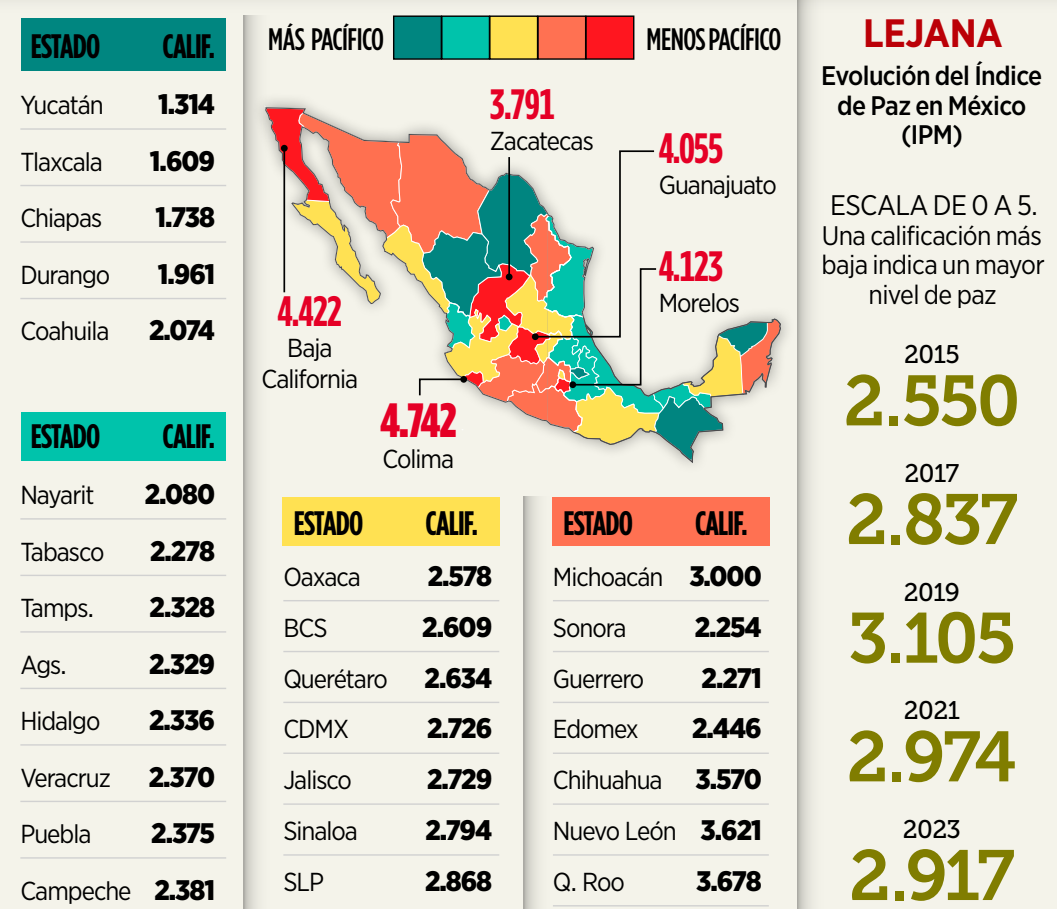 ESTADO CALIF.
Yucatán 1.314
Tlaxcala 1.609
Chiapas 1.738
Durango 1.961
Coahuila 2.074
ESTADO CALIF.
Nayarit 2.080
Tabasco 2.278
Tamps. 2.328
Ags. 2.329
Hidalgo 2.336
Veracruz 2.370
Puebla 2.375
Campeche 2.381
MÁS PACÍFICO MENOS PACÍFICO
3.791
Zacatecas
4.055
Guanajuato
4.123
Morelos
4.422
Baja
California
4.742
Colima
ESTADO CALIF.
Oaxaca 2.578
BCS 2.609
Querétaro 2.634
CDMX 2.726
Jalisco 2.729
Sinaloa 2.794
SLP 2.868
ESTADO CALIF.
Michoacán 3.000
Sonora 2.254
Guerrero 2.271
Edomex 2.446
Chihuahua 3.570
Nuevo León 3.621
Q. Roo 3.678
LEJANA
Evolución del Índice
de Paz en México
(IPM)
ESCALA DE 0 A 5.
Una calificación más
baja indica un mayor
nivel de paz
2015
2.550
2017
2.837
2019
3.105
2021
2.974
2023
2.917